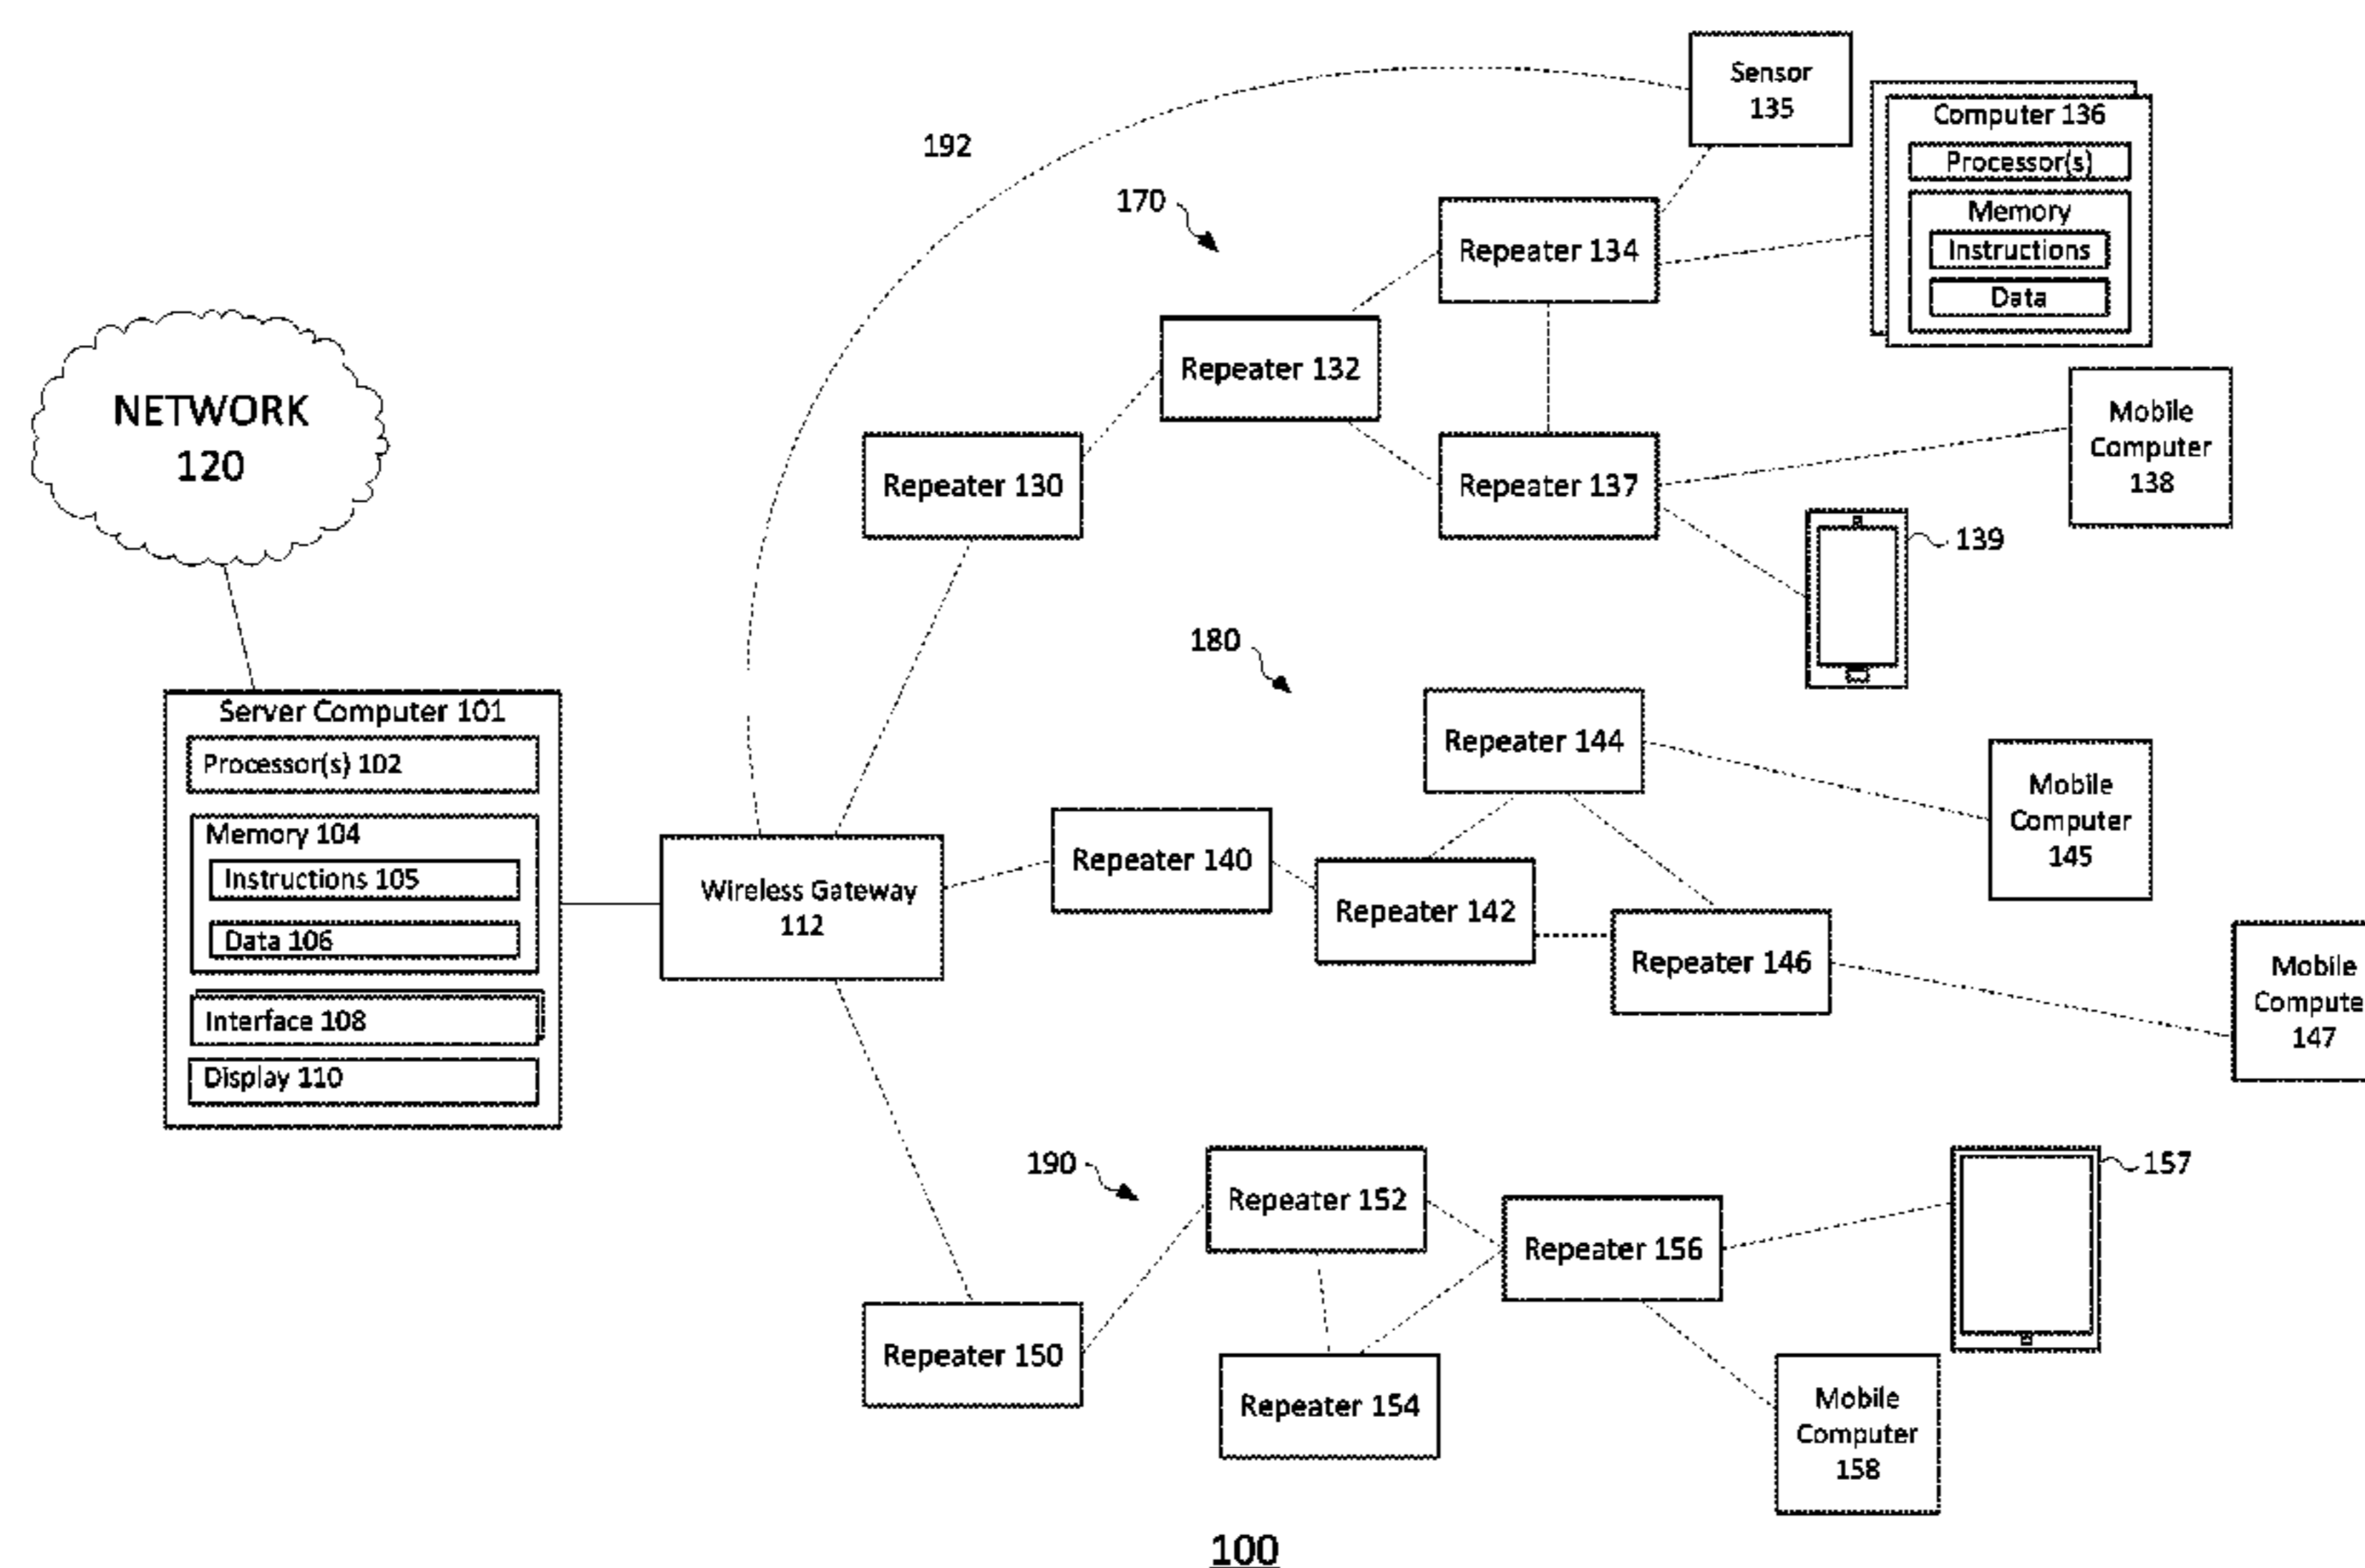 Sensor
135
Computer 136
Processor(s)
Memory
Instructions
Data
192
170
Repeater 134
Repeater 132
NETWORK
120
Mobile
Computer
138
Repeater 130
Repeater 137
139
180
Server Computer 101
Processor(s) 102
Memory 104
Instructions 105
Data 106
Interface 108
Display 110
Wireless Gateway
112
Repeater 144
Mobile
Computer
145
Repeater 140
Repeater 142
Repeater 146
Mobile
Compute
147
190
Repeater 152
157
Repeater 156
Repeater 150
Repeater 154
Mobile
Computer
158
100